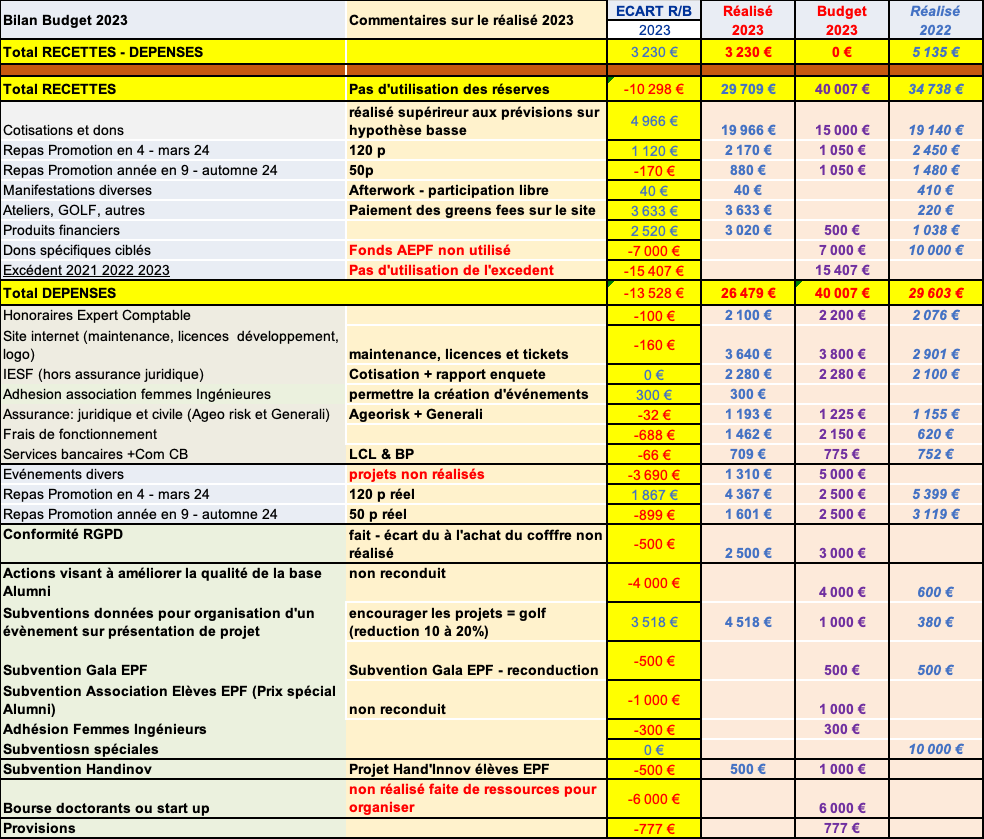 Bilan Budget 2023 Commentaires sur le réalisé 2023 ECART R/B 2023 Réalisé 2023 Budget 2023 Réalisé 2022
Total RECETTES - DEPENSES 3 230 € 3 230 € 0 € 5 135 €
Total RECETTES Pas d'utilisation des réserves -10 298 € 29 709 € 40 007 € 34 738 €
Cotisations et dons réalisé supérireur aux prévisions sur hypothèse basse 4 966 € 19 966 € 15 000 € 19 140 €
Repas Promotion en 4 - mars 24 120 p 1 120 € 2 170 € 1 050 € 2 450 €
Repas Promotion année en 9 - automne 24 50p -170 € 880 € 1 050 € 1 480 €
Manifestations diverses Afterwork - participation libre 40 € 40 € 410 €
Ateliers, GOLF, autres Paiement des greens fees sur le site 3 633 € 3 633 € 220 €
Produits financiers 2 520 € 3 020 € 500 € 1 038 €
Dons spécifiques ciblés Fonds AEPF non utilisé -7 000 € 7 000 € 10 000 €
Excédent 2021 2022 2023 Pas d'utilisation de l'excedent -15 407 € 15 407 €
Total DEPENSES -13 528 € 26 479 € 40 007 € 29 603 €
Honoraires Expert Comptable -100 € 2 100 € 2 200 € 2 076 €
Site internet (maintenance, licences développement, logo) maintenance, licences et tickets -160 € 3 640 € 3 800 € 2 901 €
IESF (hors assurance juridique) Cotisation + rapport enquete 0 € 2 280 € 2 280 € 2 100 €
Adhesion association femmes Ingénieures permettre la création d'événements 300 € 300 €
Assurance: juridique et civile (Ageo risk et Generali) Ageorisk + Generali -32 € 1 193 € 1 225 € 1 155 €
Frais de fonctionnement -688 € 1 462 € 2 150 € 620 €
Services bancaires +Com CB LCL & BP -66 € 709 € 775 € 752 €
Evénements divers projets non réalisés -3 690 € 1 310 € 5 000 €
Repas Promotion en 4 - mars 24 120 p réel 1 867 € 4 367 € 2 500 € 5 399 €
Repas Promotion année en 9 - automne 24 50 p réel -899 € 1 601 € 2 500 € 3 119 €
Conformité RGPD fait - écart du à l'achat du cofffre non réalisé -500 € 2 500 € 3 000 €
Actions visant à améliorer la qualité de la base Alumni non reconduit -4 000 € 4 000 € 600 €
Subventions données pour organisation d'un évènement sur présentation de projet encourager les projets = golf (reduction 10 à 20%) 3 518 € 4 518 € 1 000 € 380 €
Subvention Gala EPF Subvention Gala EPF - reconduction -500 € 500 € 500 €
Subvention Association Elèves EPF (Prix spécial Alumni) non reconduit -1 000 € 1 000 €
Adhésion Femmes Ingénieurs -300 € 300 €
Subventiosn spéciales 0 € 10 000 €
Subvention Handinov Projet Hand'Innov élèves EPF -500 € 500 € 1 000 €
Bourse doctorants ou start up non réalisé faite de ressources pour organiser -6 000 € 6 000 €
Provisions -777 € 777 €